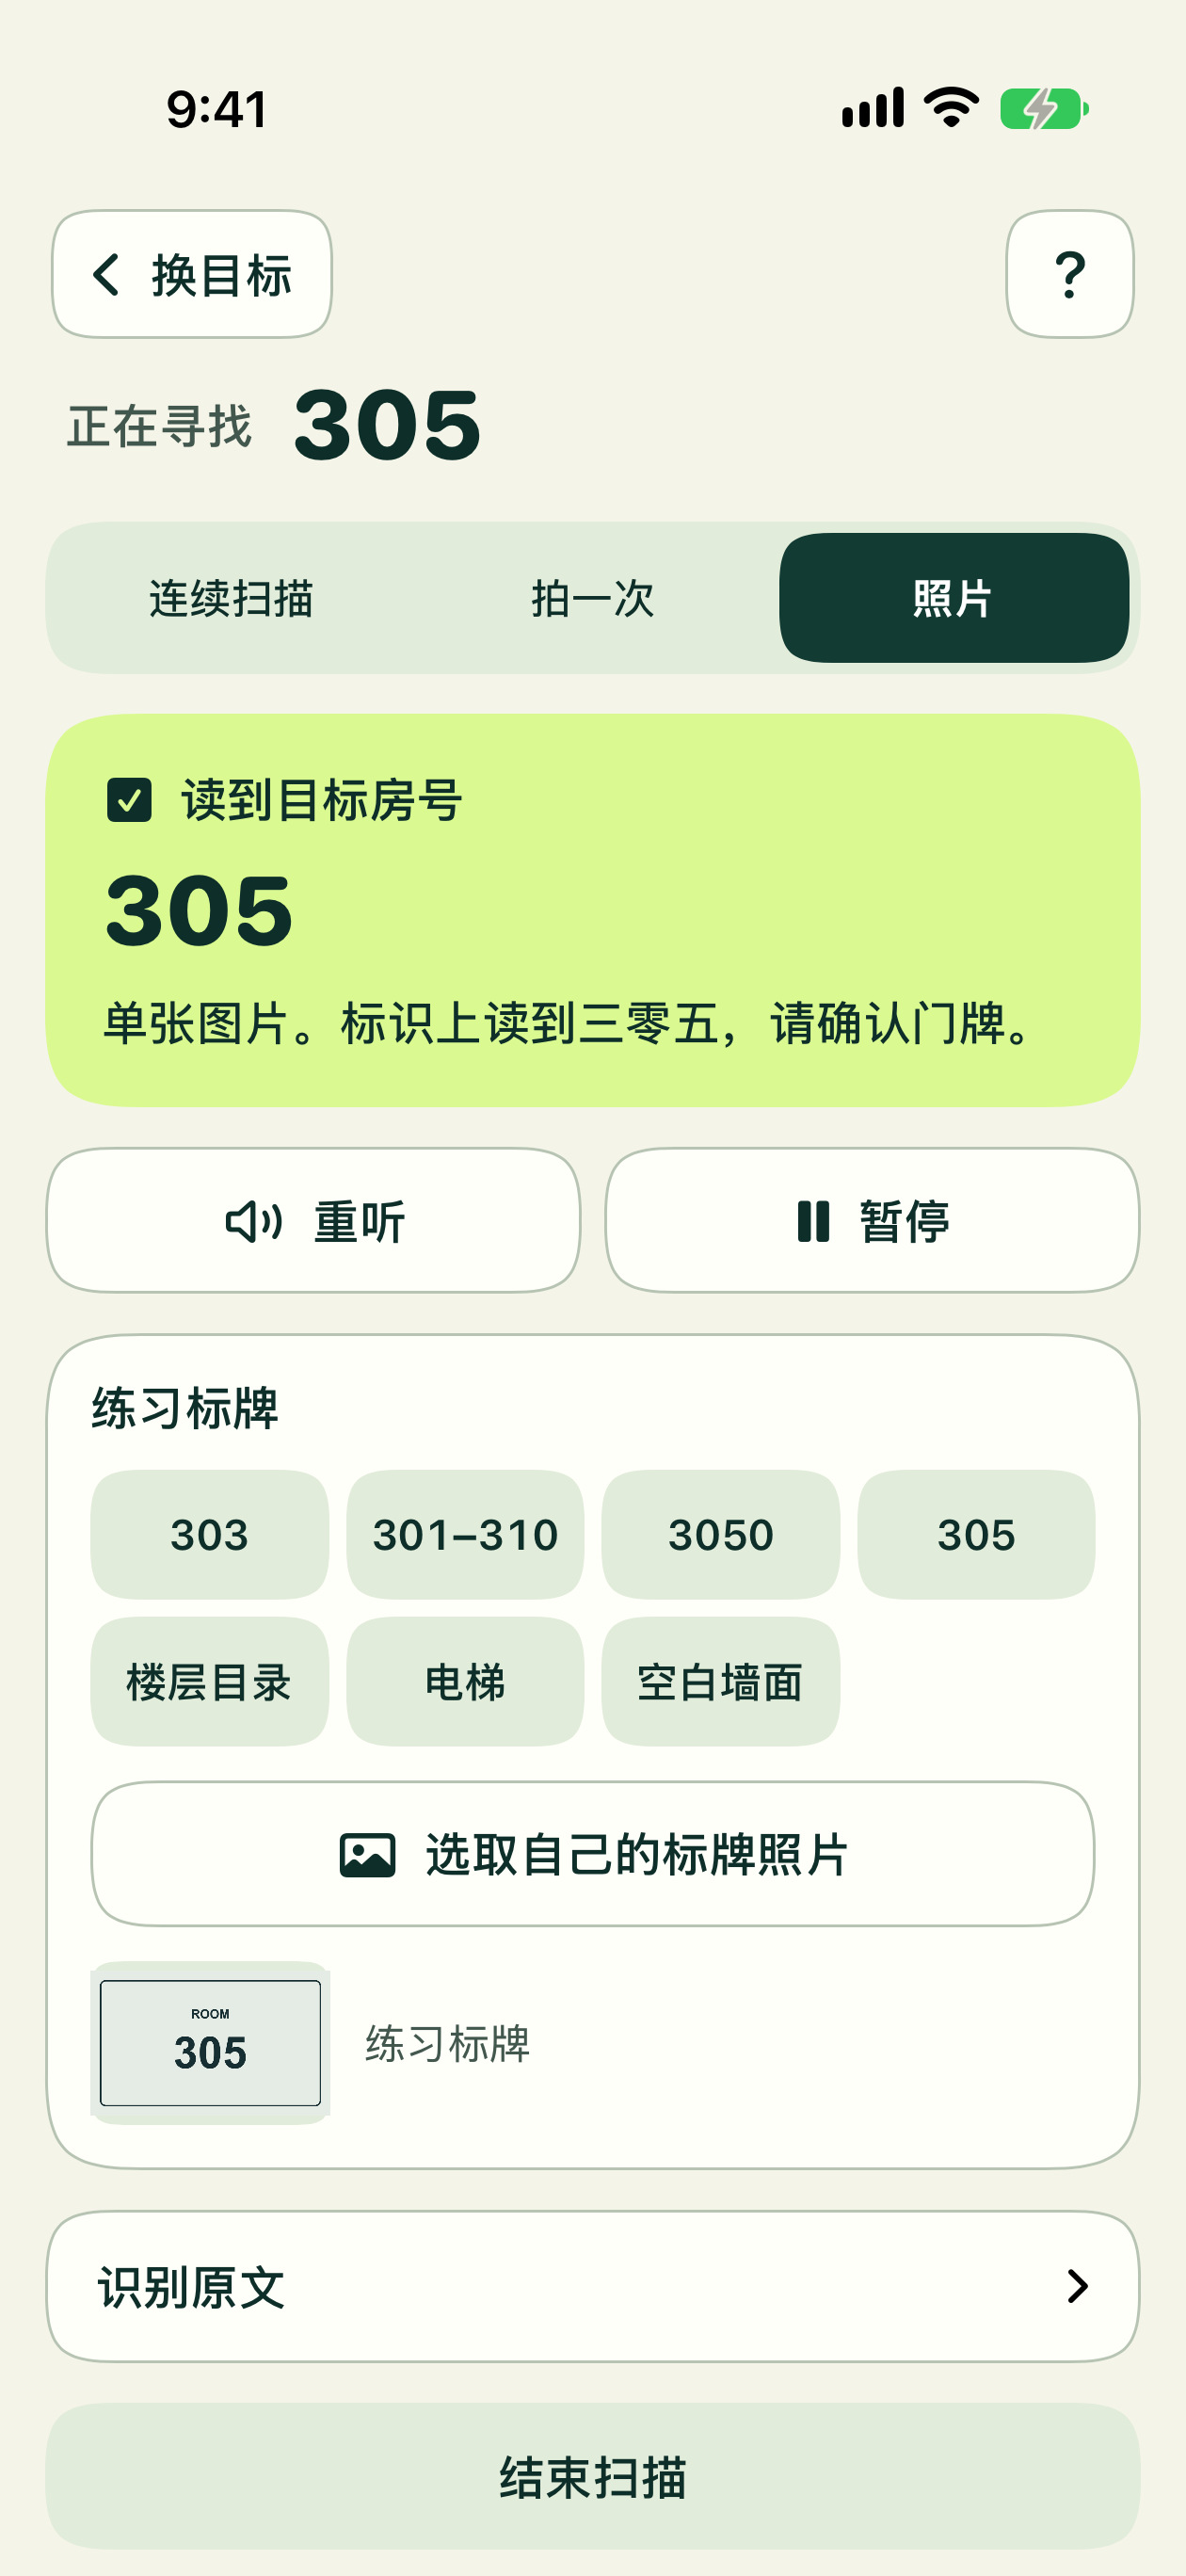 9:41
换目标
?
正在寻找 305
连续扫描 拍一次 照片
读到目标房号
305
单张图片。标识上读到三零五，请确认门牌。
重听 暂停
练习标牌
303 301–310 3050 305
楼层目录 电梯 空白墙面
选取自己的标牌照片
ROOM
305
练习标牌
识别原文
结束扫描